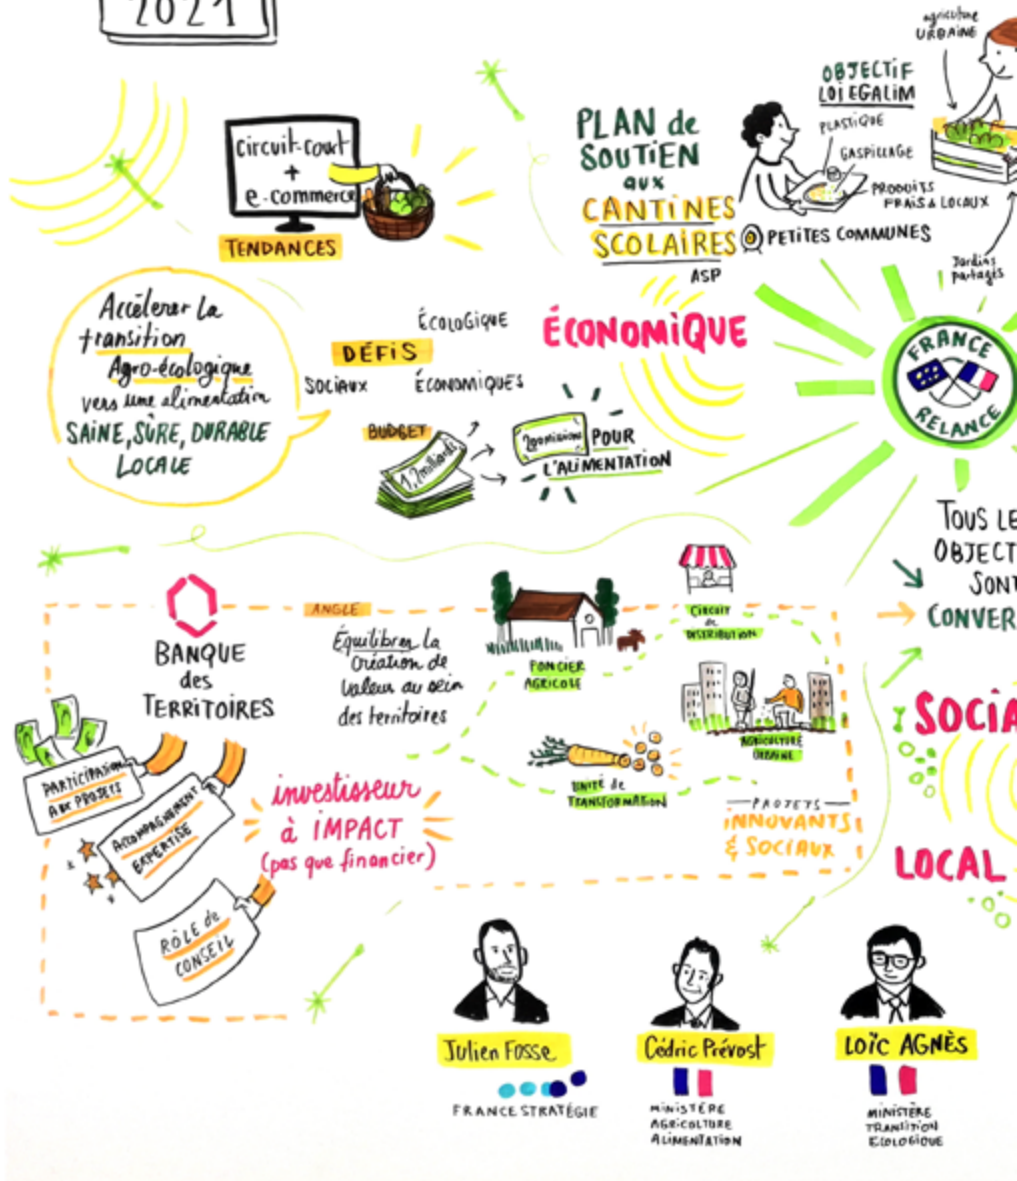 2021
circuit-court
+
e-commerce
TENDANCES
PLAN de
SOUTIEN
aux
CANTINES
SCOLAIRES
ASP
PETITES COMMUNES
OBJECTIF
LOI EGALIM
PLASTIQUE
GASPILLAGE
PRODUITS
FRAIS & LOCAUX
agriculture
URBAINE
Jardins
partagés
Accélerer la
transition
Agro-écologique
vers une alimentation
SAINE, SÛRE, DURABLE
LOCALE
ÉCOLOGIQUE
DÉFIS
SOCIAUX
ÉCONOMIQUES
BUDGET
1,2 milliards
POUR
L'ALIMENTATION
ÉCONOMIQUE
FRANCE
RELANCE
TOUS LE
OBJECT
SONT
CONVER
SOCIA
LOCAL
BANQUE
des
TERRITOIRES
ANGLE
Équilibrer la
création de
valeur au sein
des territoires
PARTICIPATION
AUX PROJETS
ACCOMPAGNEMENT
EXPERTISE
RÔLE de
CONSEIL
investisseur
à IMPACT
(pas que financier)
FONCIER
AGRICOLE
CIRCUIT
de
DISTRIBUTION
AGRICULTURE
URBAINE
UNITÉ de
TRANSFORMATION
PROJETS
INNOVANTS
& SOCIAUX
Julien Fosse
FRANCE STRATÉGIE
Cédric Prévost
MINISTÈRE
AGRICULTURE
ALIMENTATION
LOÏC AGNÈS
MINISTÈRE
TRANSITION
ECOLOGIQUE